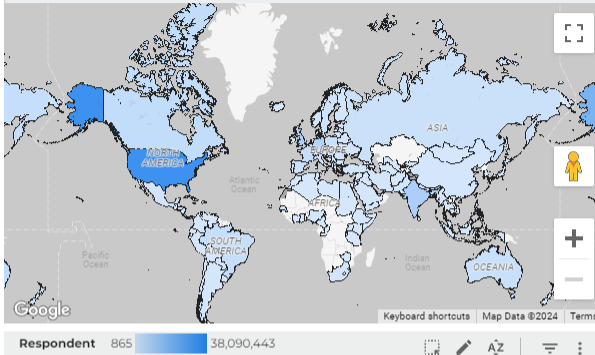 ASIA
NORTH
AMERICA
EUROPE
Atlantic
Ocean
AFRICA
SOUTH
AMERICA
Pacific
Ocean
Indian
Ocean
OCEANIA
Google
Keyboard shortcuts
Map Data ©2024
Terms
Respondent
865
38,090,443
AZ